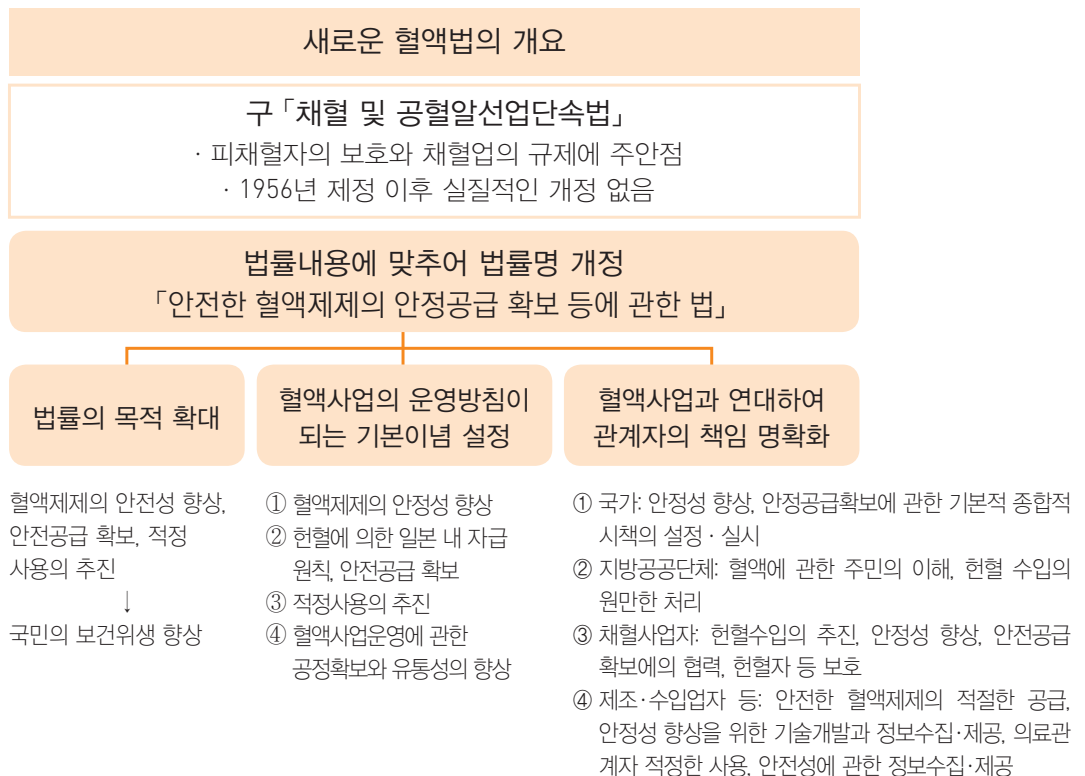 새로운 혈액법의 개요
구 「채혈 및 공혈알선업단속법」
· 피채혈자의 보호와 채혈업의 규제에 주안점
· 1956년 제정 이후 실질적인 개정 없음
법률내용에 맞추어 법률명 개정
「안전한 혈액제제의 안정공급 확보 등에 관한 법」
법률의 목적 확대
혈액제제의 안전성 향상,
안전공급 확보, 적정
사용의 추진
↓
국민의 보건위생 향상
혈액사업의 운영방침이
되는 기본이념 설정
① 혈액제제의 안정성 향상
② 헌혈에 의한 일본 내 자급
원칙, 안전공급 확보
③ 적정사용의 추진
④ 혈액사업운영에 관한
공정확보와 유통성의 향상
혈액사업과 연대하여
관계자의 책임 명확화
① 국가: 안정성 향상, 안정공급확보에 관한 기본적 종합적
시책의 설정 · 실시
② 지방공공단체: 혈액에 관한 주민의 이해, 헌혈 수입의
원만한 처리
③ 채혈사업자: 헌혈수입의 추진, 안정성 향상, 안전공급
확보에의 협력, 헌혈자 등 보호
④ 제조·수입업자 등: 안전한 혈액제제의 적절한 공급,
안정성 향상을 위한 기술개발과 정보수집·제공, 의료관
계자 적정한 사용, 안전성에 관한 정보수집·제공